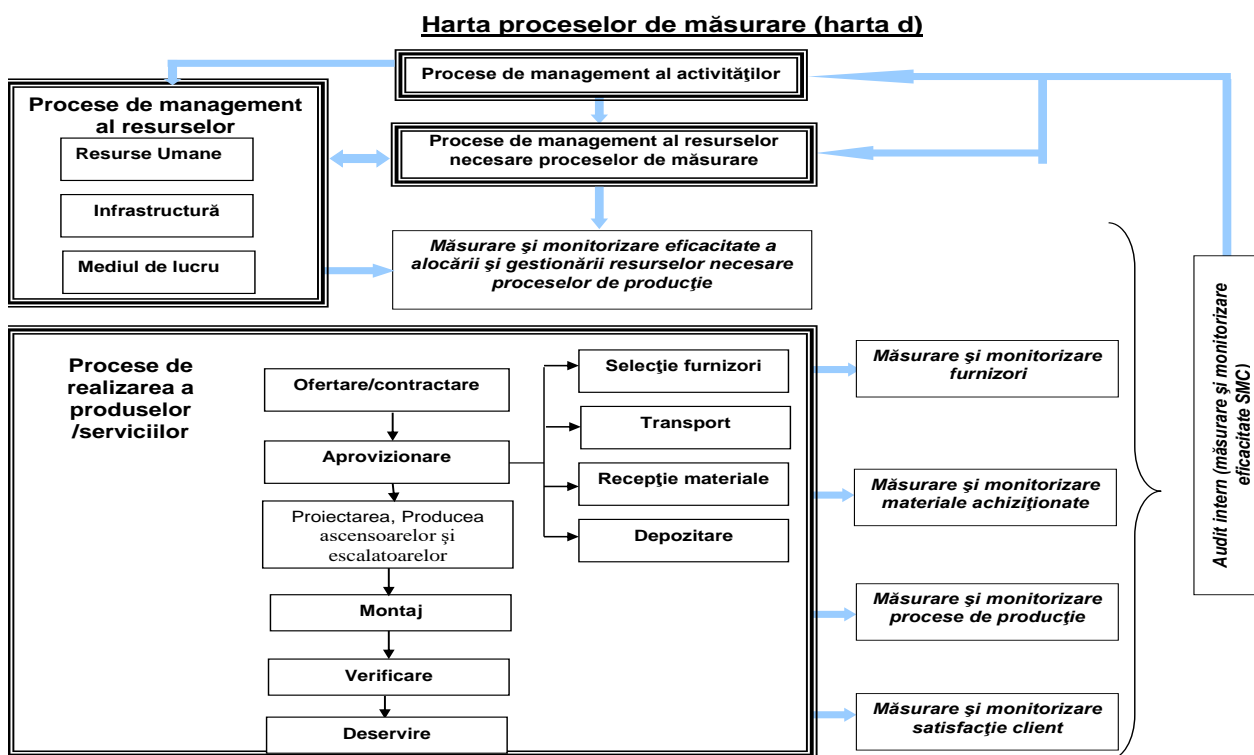 Harta proceselor de măsurare (harta d)
Procese de management al activităţilor
Procese de management
al resurselor
Resurse Umane
Infrastructură
Mediul de lucru
Procese de management al resurselor
necesare proceselor de măsurare
Măsurare şi monitorizare eficacitate a
alocării şi gestionării resurselor necesare
proceselor de producţie
Procese de
realizarea a
produselor
/serviciilor
Ofertare/contractare
Aprovizionare
Proiectarea, Producea
ascensoarelor şi
escalatoarelor
Montaj
Verificare
Deservire
Selecţie furnizori
Transport
Recepţie materiale
Depozitare
Măsurare şi monitorizare
furnizori
Măsurare şi monitorizare
materiale achiziţionate
Măsurare şi monitorizare
procese de producţie
Măsurare şi monitorizare
satisfacţie client
Audit intern (măsurare şi monitorizare
eficacitate SMC)